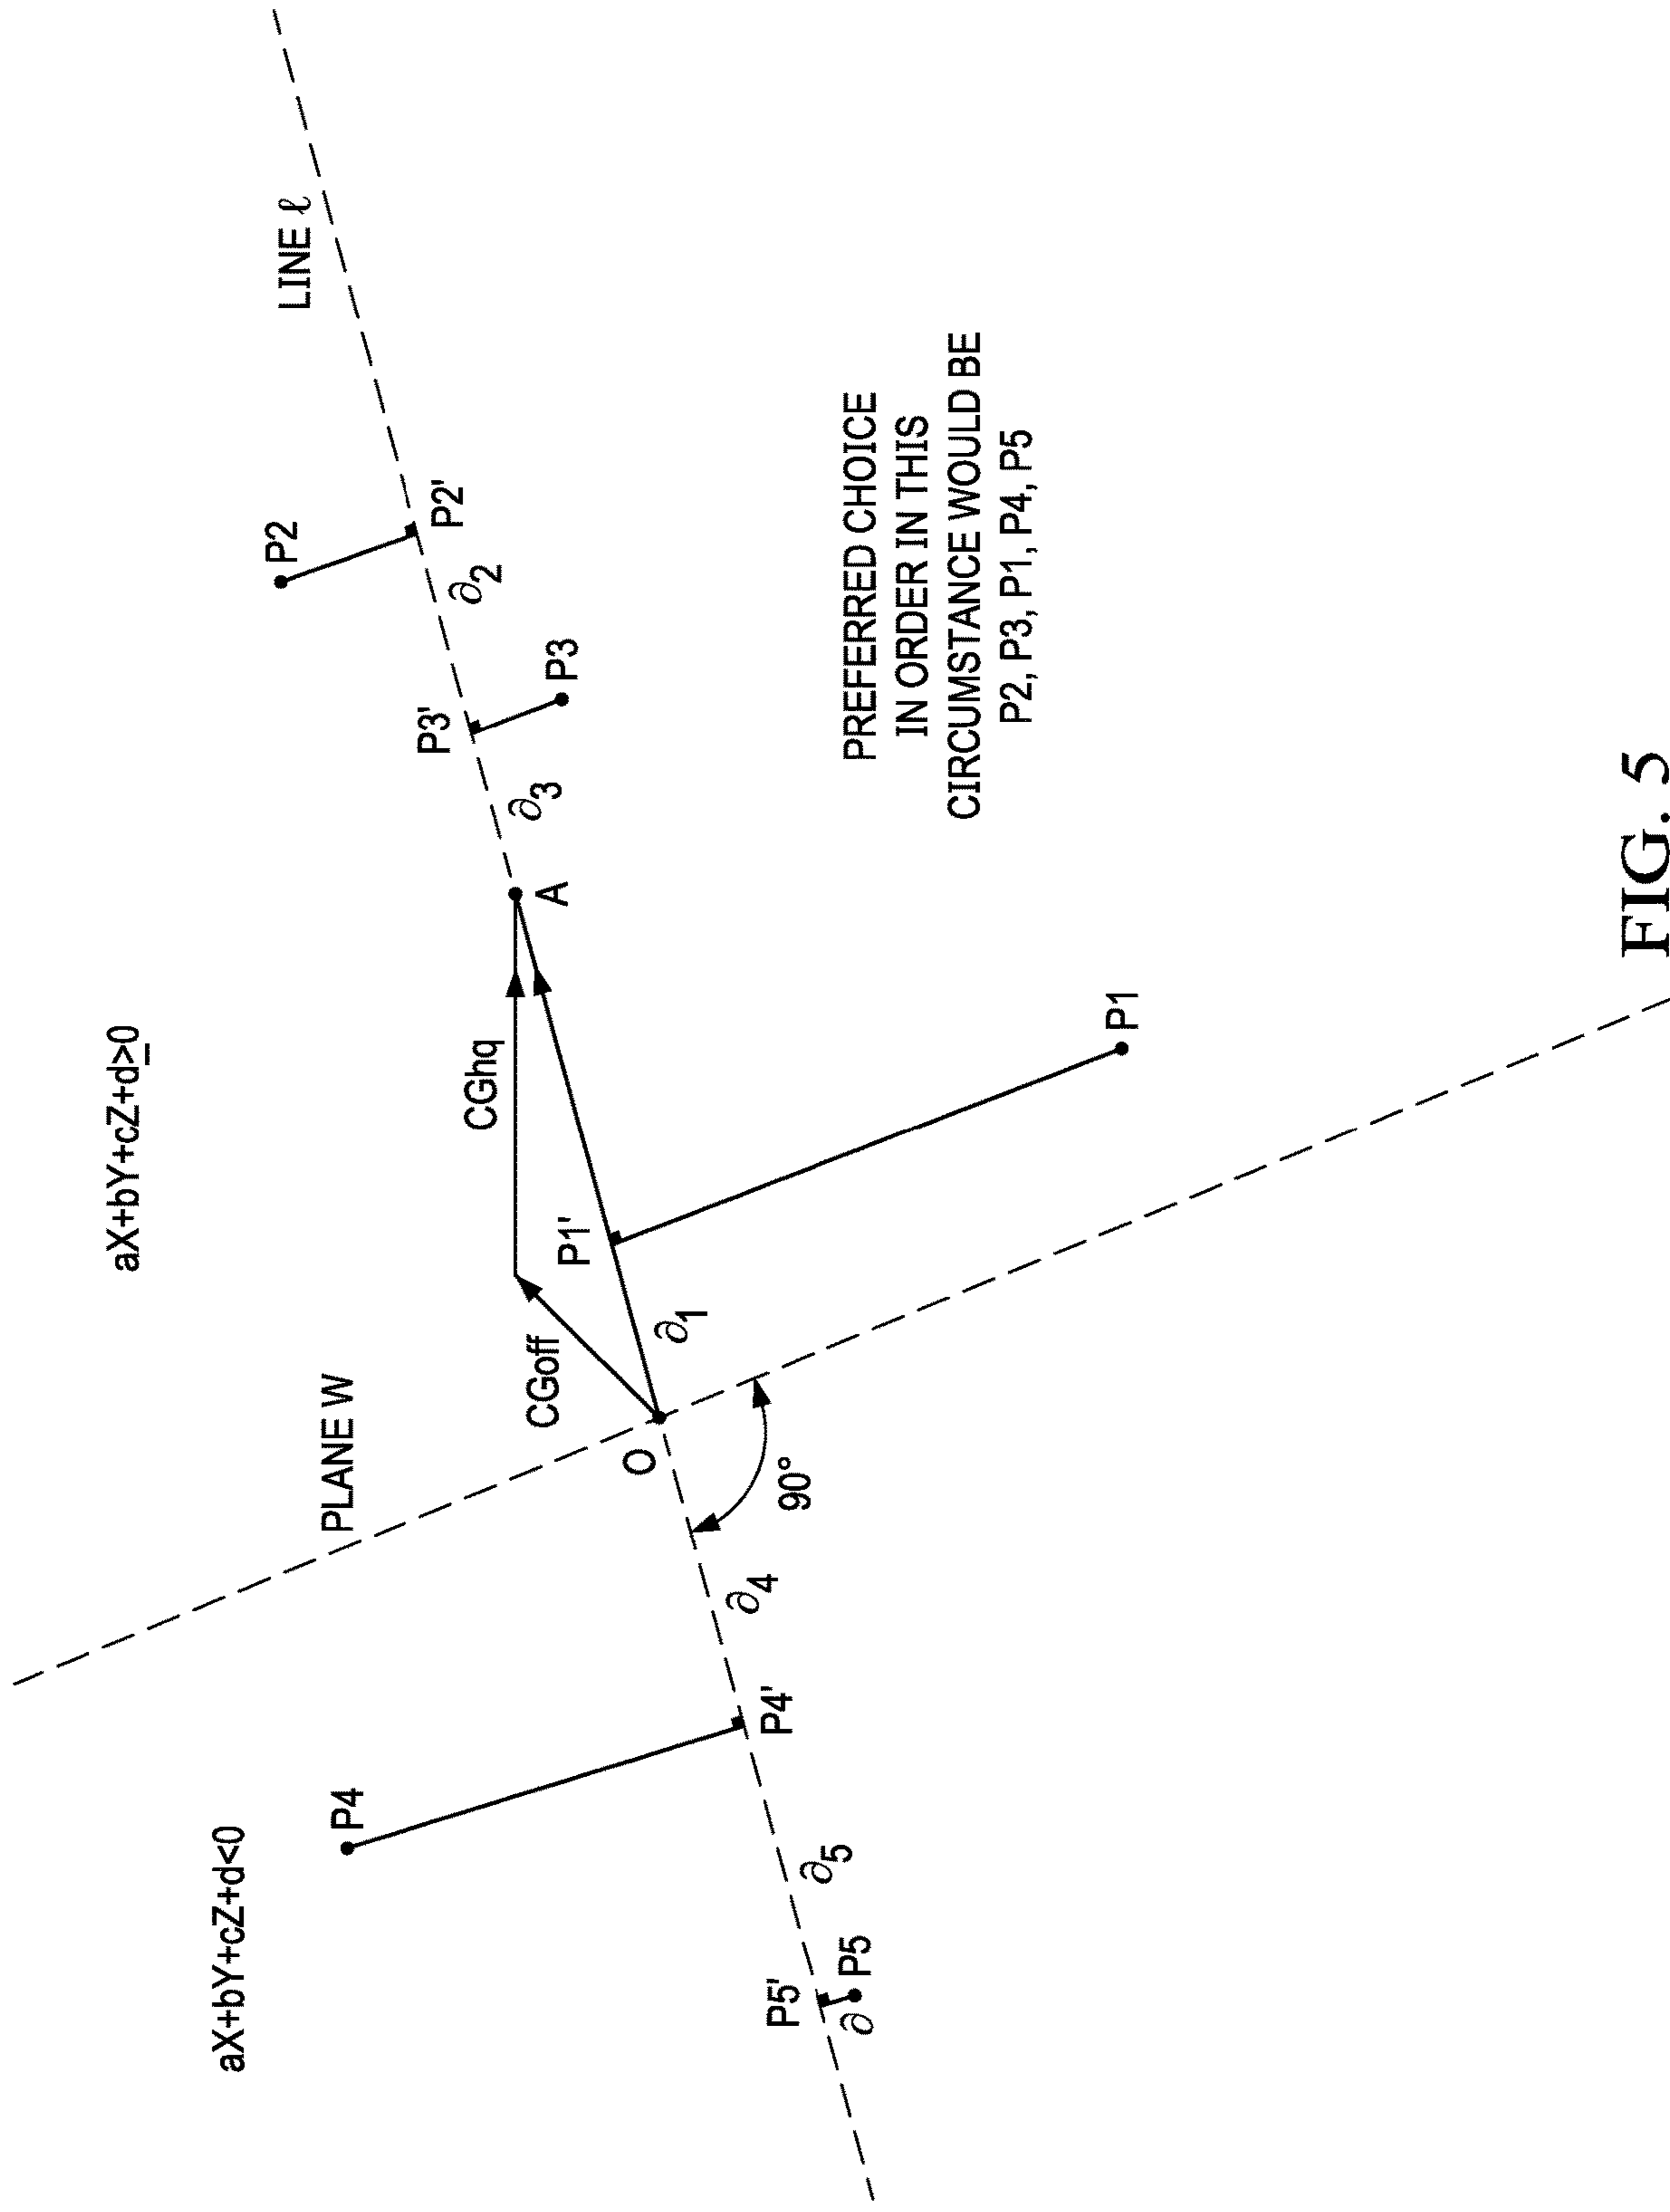 aX+bY+cZ+d<0
aX+bY+cZ+d≥0
PLANE W
LINE ℓ
P4
P2
CGoff
CGhq
P3'
P2'
O
P1'
A
∂3
∂2
P3
∂1
P5'
P4'
∂4
90°
∂5
∂
P5
PREFERRED CHOICE
IN ORDER IN THIS
CIRCUMSTANCE WOULD BE
P2, P3, P1, P4, P5
P1
FIG. 5